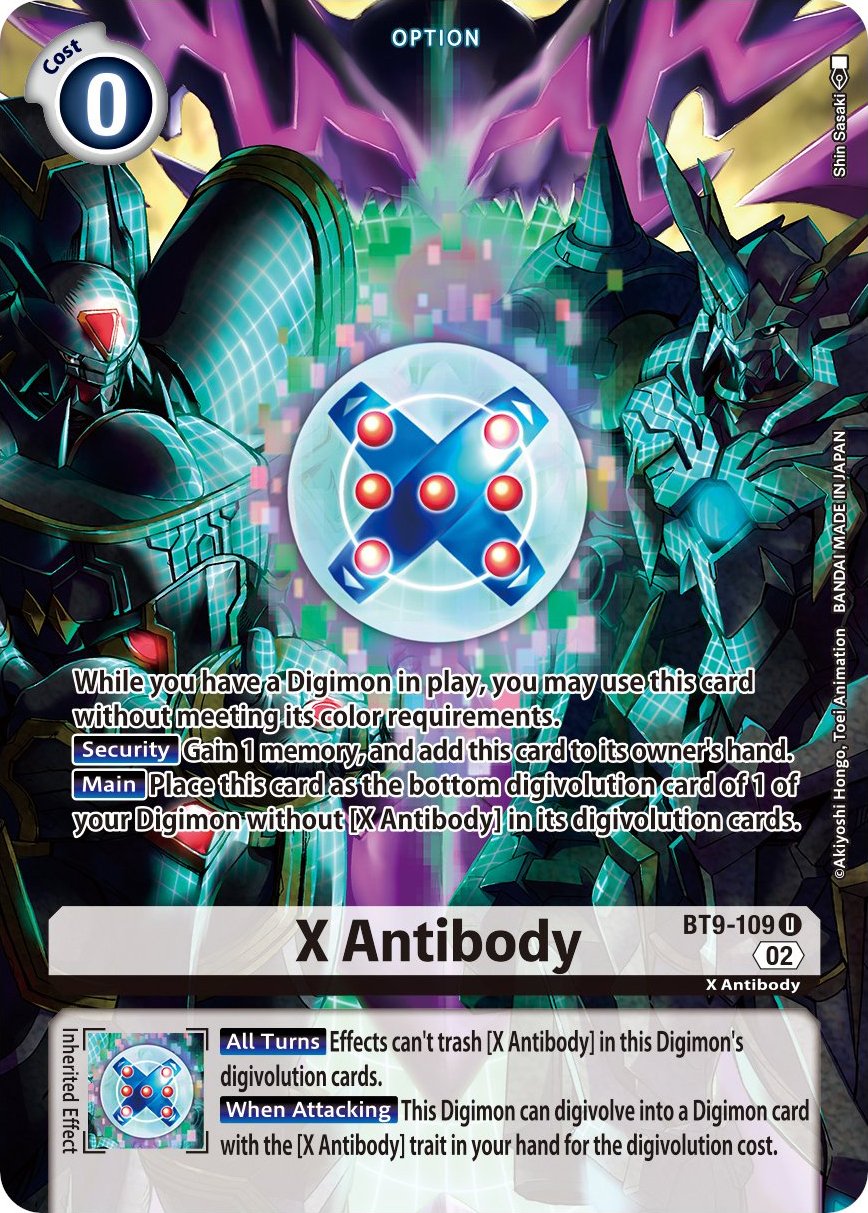 OPTION
Cost
0
Shin Sasaki
While you have a Digimon in play, you may use this card
without meeting its color requirements.
Security Gain 1 memory, and add this card to its owner's hand.
Main Place this card as the bottom digivolution card of 1 of
your Digimon without [X Antibody] in its digivolution cards.
©Akiyoshi Hongo, Toei Animation BANDAI MADE IN JAPAN
X Antibody
BT9-109 U
02
X Antibody
Inherited Effect
All Turns Effects can't trash [X Antibody] in this Digimon's
digivolution cards.
When Attacking This Digimon can digivolve into a Digimon card
with the [X Antibody] trait in your hand for the digivolution cost.